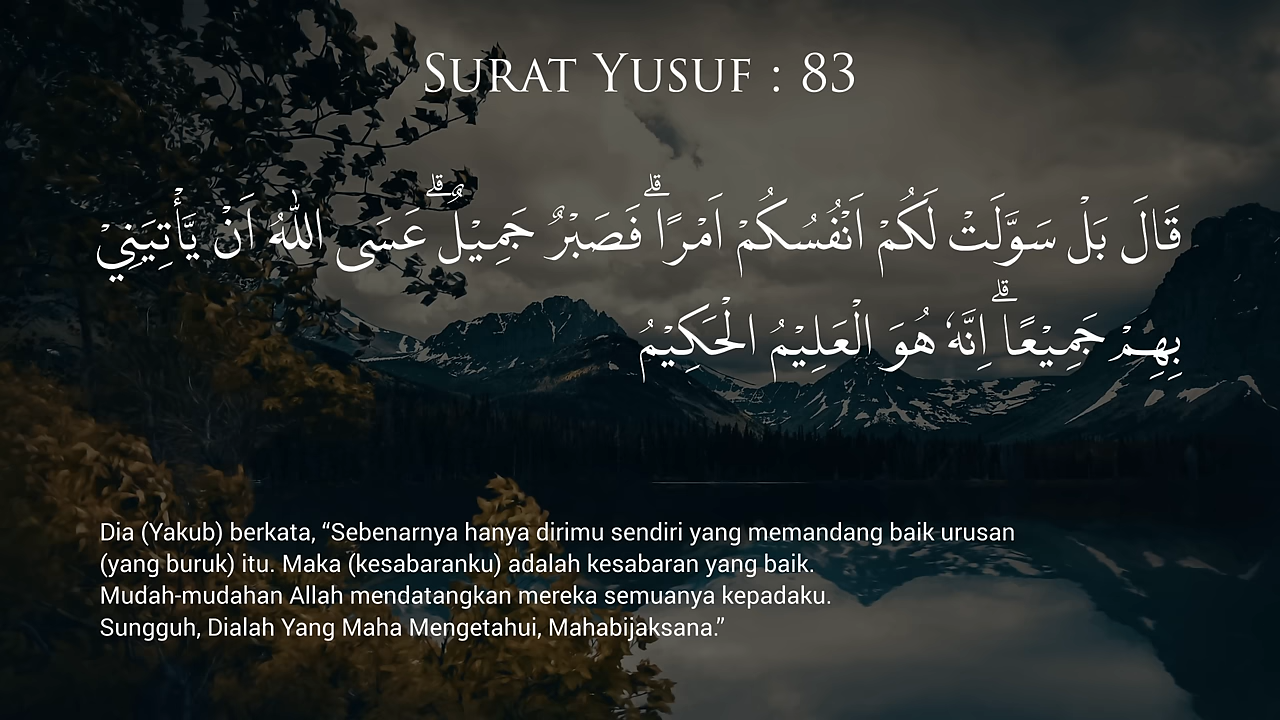 SURAT YUSUF : 83
قَالَ بَلْ سَوَّلَتْ لَكُمْ اَنْفُسُكُمْ اَمْرًاۗ فَصَبْرٌ جَمِيْلٌۗ عَسَى اللّٰهُ اَنْ يَّأْتِيَنِيْ
بِهِمْ جَمِيْعًاۗ اِنَّهٗ هُوَ الْعَلِيْمُ الْحَكِيْمُ
Dia (Yakub) berkata, “Sebenarnya hanya dirimu sendiri yang memandang baik urusan
(yang buruk) itu. Maka (kesabaranku) adalah kesabaran yang baik.
Mudah-mudahan Allah mendatangkan mereka semuanya kepadaku.
Sungguh, Dialah Yang Maha Mengetahui, Mahabijaksana.”